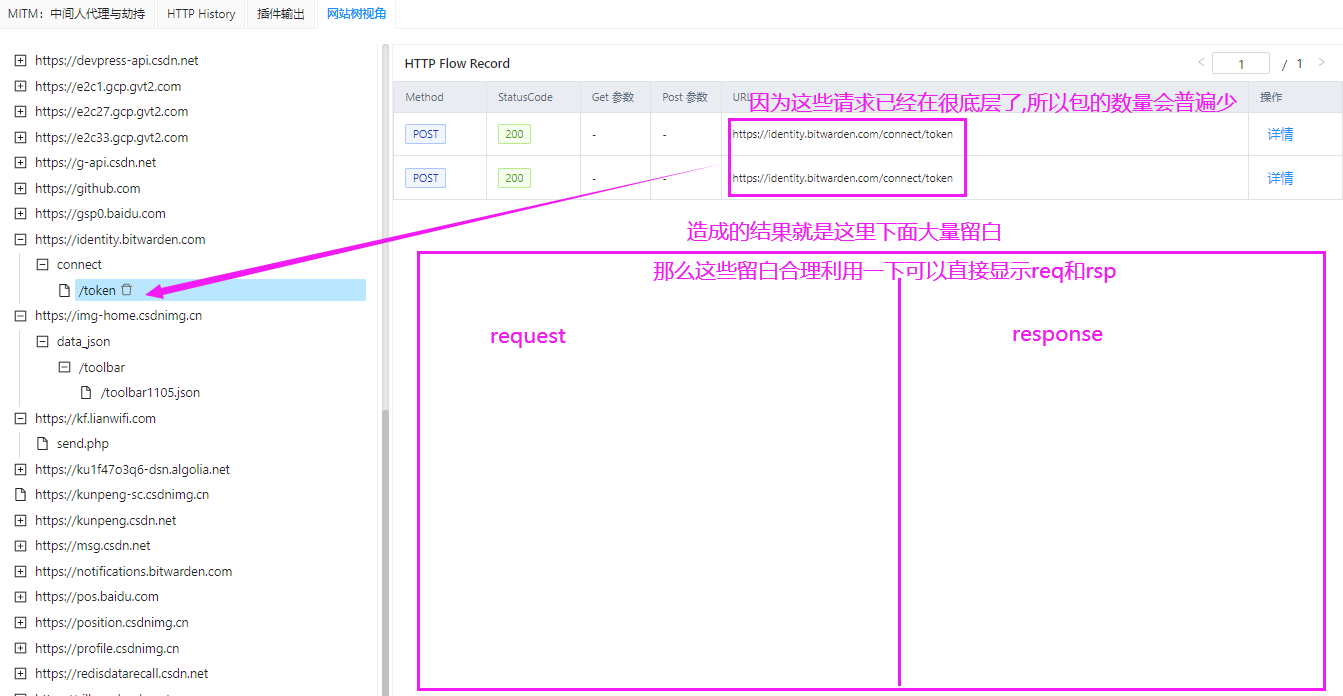 MITM：中间人代理与劫持 HTTP History 插件输出 网站树视角
https://devpress-api.csdn.net
https://e2c1.gcp.gvt2.com
https://e2c27.gcp.gvt2.com
https://e2c33.gcp.gvt2.com
https://g-api.csdn.net
https://github.com
https://gsp0.baidu.com
https://identity.bitwarden.com
connect
/token
https://img-home.csdnimg.cn
data_json
/toolbar
/toolbar1105.json
https://kf.lianwifi.com
send.php
https://ku1f47o3q6-dsn.algolia.net
https://kunpeng-sc.csdnimg.cn
https://kunpeng.csdn.net
https://msg.csdn.net
https://notifications.bitwarden.com
https://pos.baidu.com
https://position.csdnimg.cn
https://profile.csdnimg.cn
https://redisdatarecall.csdn.net
HTTP Flow Record < 1 / 1 >
Method StatusCode Get 参数 Post 参数 URL 操作
因为这些请求已经在很底层了,所以包的数量会普遍少
POST 200 - - https://identity.bitwarden.com/connect/token 详情
POST 200 - - https://identity.bitwarden.com/connect/token 详情
造成的结果就是这里下面大量留白
那么这些留白合理利用一下可以直接显示req和rsp
request response